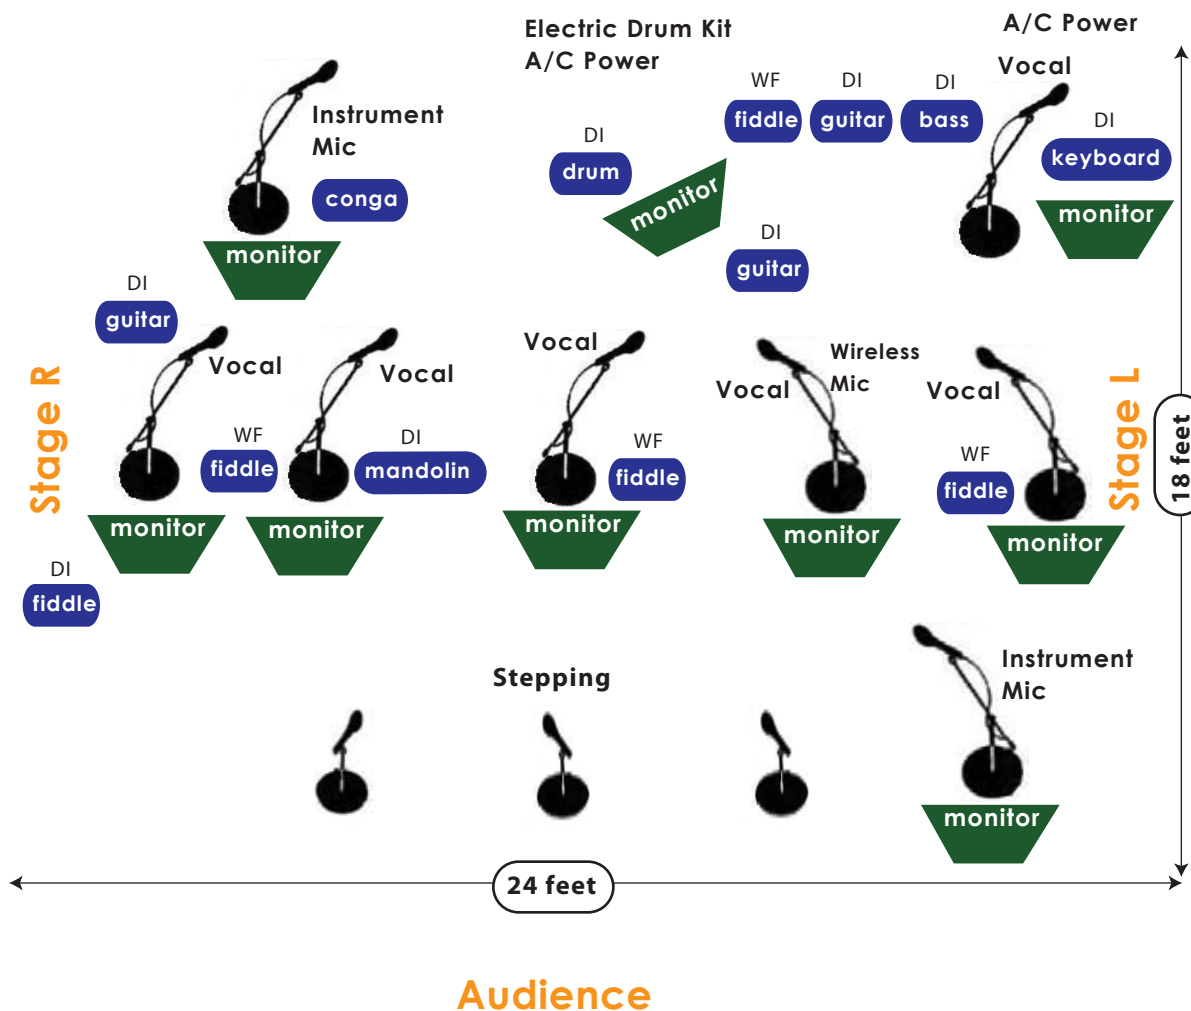 Electric Drum Kit
A/C Power
A/C Power
Vocal
WF
fiddle
DI
guitar
DI
bass
DI
keyboard
monitor
Instrument
Mic
conga
monitor
DI
drum
monitor
DI
guitar
DI
guitar
Vocal
Vocal
Vocal
Wireless
Mic
Vocal
Vocal
Stage R
Stage L
18 feet
WF
fiddle
DI
mandolin
WF
fiddle
WF
fiddle
monitor
monitor
monitor
monitor
monitor
DI
fiddle
Stepping
Instrument
Mic
monitor
24 feet
Audience